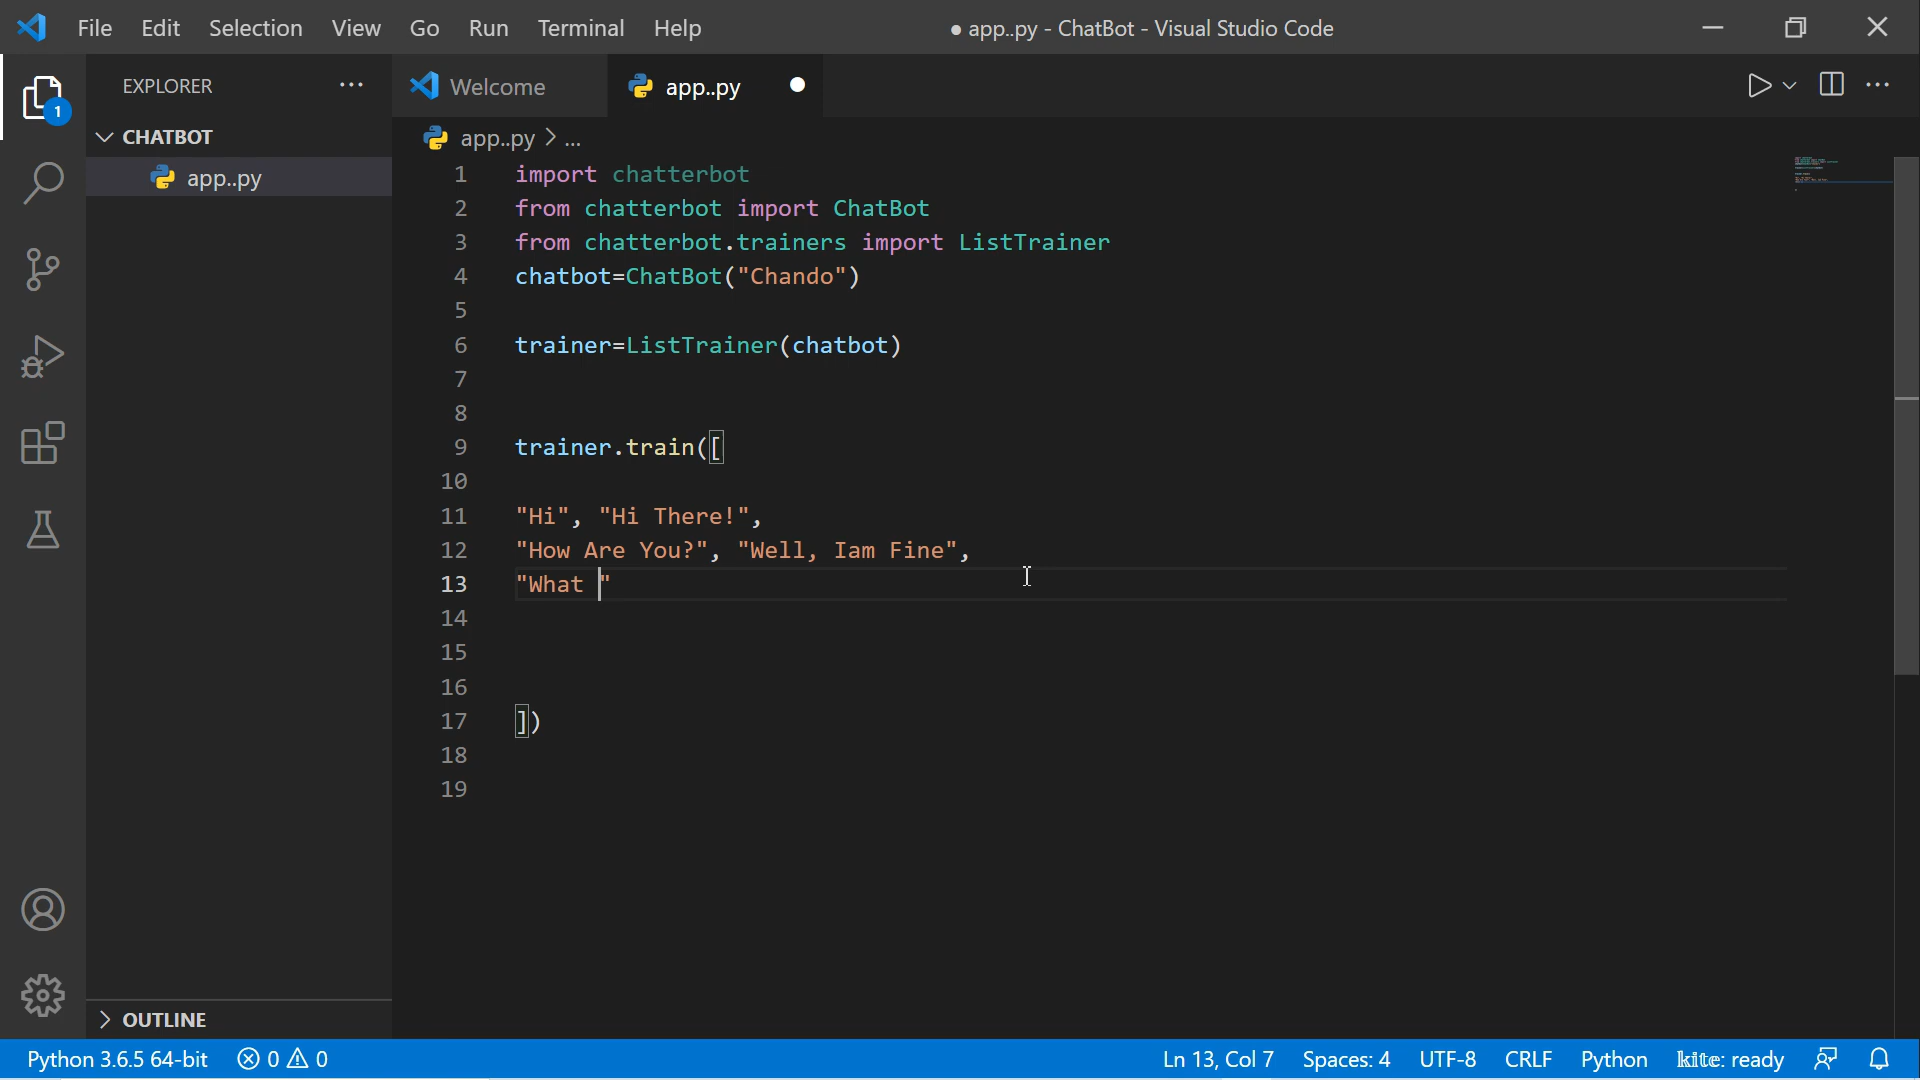 File Edit Selection View Go Run Terminal Help
● app..py - ChatBot - Visual Studio Code
EXPLORER
Welcome
app..py
1
CHATBOT
app..py
app..py > ...
1 import chatterbot
2 from chatterbot import ChatBot
3 from chatterbot.trainers import ListTrainer
4 chatbot=ChatBot("Chando")
5
6 trainer=ListTrainer(chatbot)
7
8
9 trainer.train([
10
11 "Hi", "Hi There!",
12 "How Are You?", "Well, Iam Fine",
13 "What "
14
15
16
17 ])
18
19
OUTLINE
Python 3.6.5 64-bit 0 0 Ln 13, Col 7 Spaces: 4 UTF-8 CRLF Python kite: ready